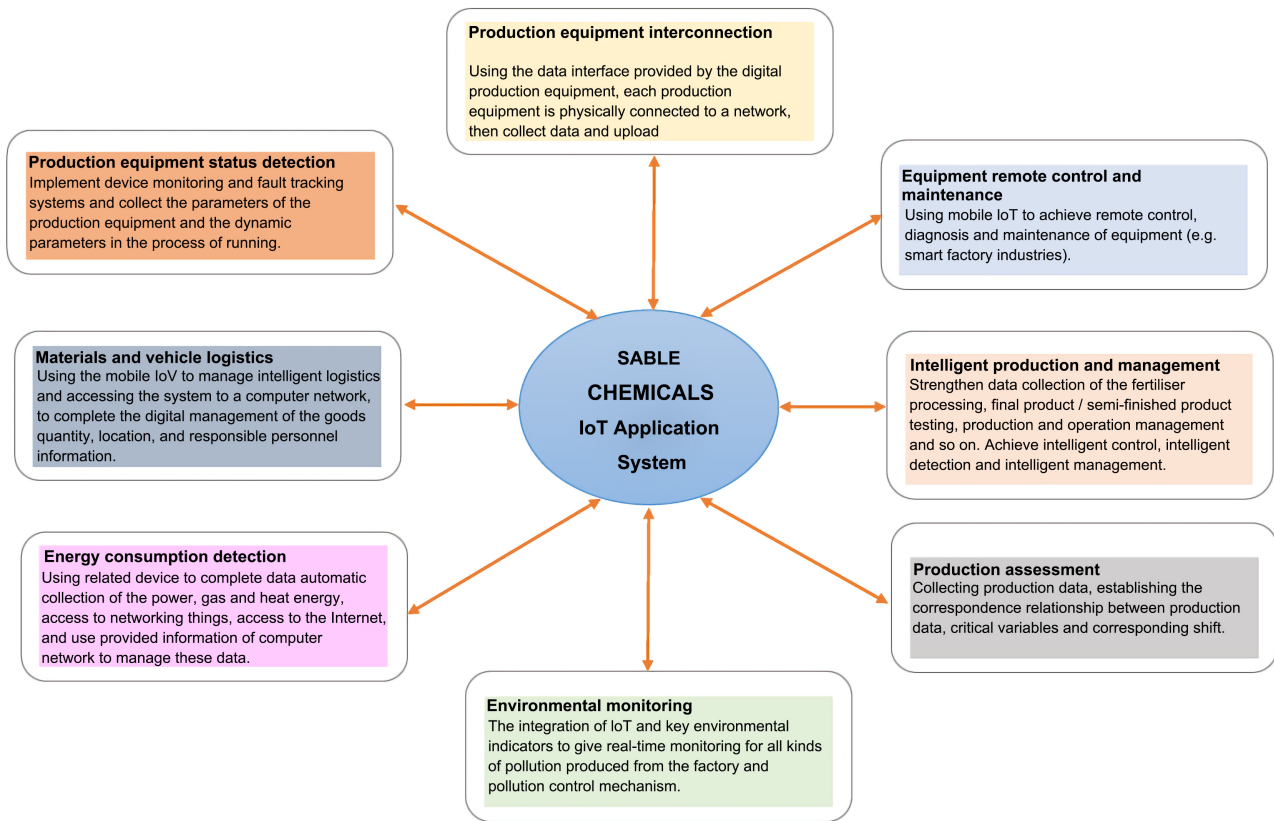 Production equipment interconnection
Using the data interface provided by the digital
production equipment, each production
equipment is physically connected to a network,
then collect data and upload
Production equipment status detection
Implement device monitoring and fault tracking
systems and collect the parameters of the
production equipment and the dynamic
parameters in the process of running.
Equipment remote control and
maintenance
Using mobile IoT to achieve remote control,
diagnosis and maintenance of equipment (e.g.
smart factory industries).
Materials and vehicle logistics
Using the mobile IoV to manage intelligent logistics
and accessing the system to a computer network,
to complete the digital management of the goods
quantity, location, and responsible personnel
information.
SABLE
CHEMICALS
IoT Application
System
Intelligent production and management
Strengthen data collection of the fertiliser
processing, final product / semi-finished product
testing, production and operation management
and so on. Achieve intelligent control, intelligent
detection and intelligent management.
Energy consumption detection
Using related device to complete data automatic
collection of the power, gas and heat energy,
access to networking things, access to the Internet,
and use provided information of computer
network to manage these data.
Production assessment
Collecting production data, establishing the
correspondence relationship between production
data, critical variables and corresponding shift.
Environmental monitoring
The integration of IoT and key environmental
indicators to give real-time monitoring for all kinds
of pollution produced from the factory and
pollution control mechanism.